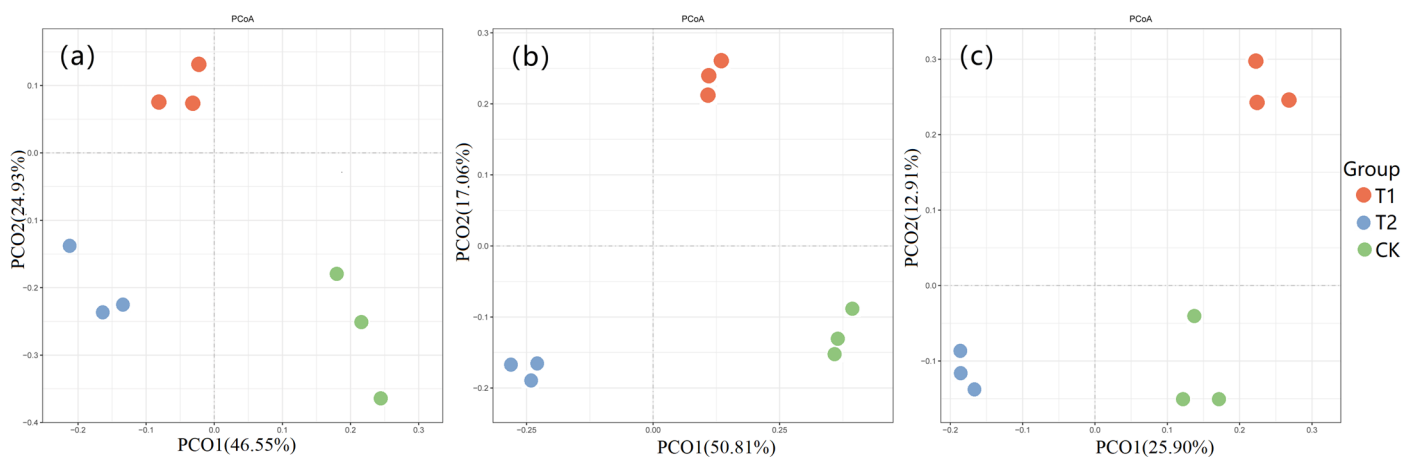 PCoA
(a)
0.1
0.0
0.1
−0.2
−0.3
−0.4
−0.2
−0.1
0.0
0.1
0.2
0.3
PCO2(24.93%)
PCO1(46.55%)
PCoA
(b)
0.3
0.2
0.1
0.0
−0.1
−0.2
−0.25
0.00
0.25
PCO2(17.06%)
PCO1(50.81%)
PCoA
(c)
0.3
0.2
0.1
0.0
−0.1
−0.2
−0.1
0.0
0.1
0.2
0.3
PCO2(12.91%)
PCO1(25.90%)
Group
T1
T2
CK